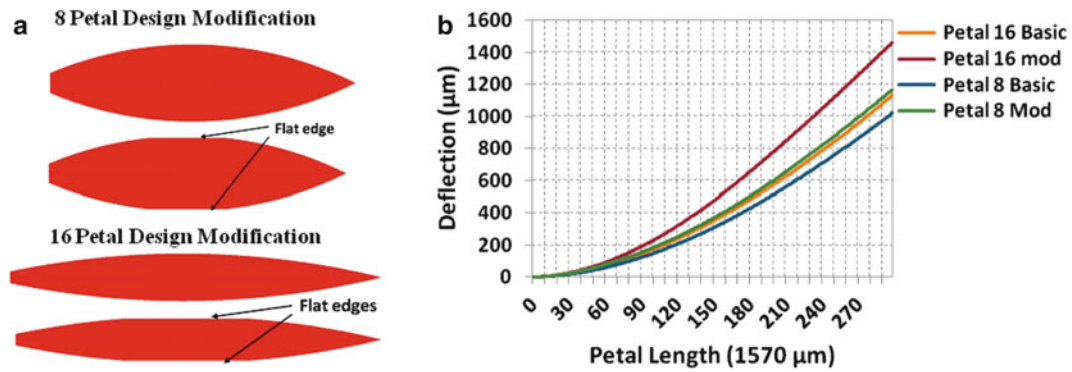 a
8 Petal Design Modification
Flat edge
16 Petal Design Modification
Flat edges
b
1600
1400
1200
1000
800
600
400
200
0
Deflection (µm)
0
30
60
90
120
150
180
210
240
270
Petal Length (1570 µm)
Petal 16 Basic
Petal 16 mod
Petal 8 Basic
Petal 8 Mod